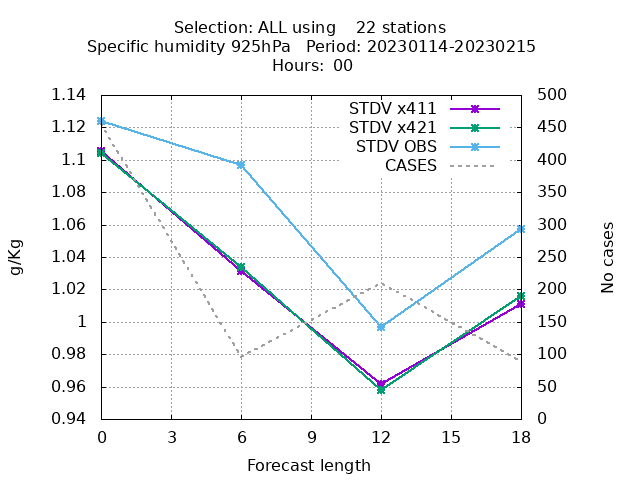 Selection: ALL using    22 stations
Specific humidity 925hPa   Period: 20230114-20230215
Hours:  00
STDV x411
STDV x421
STDV OBS
CASES
1.14
1.12
1.1
1.08
1.06
1.04
1.02
1
0.98
0.96
0.94
500
450
400
350
300
250
200
150
100
50
0
g/Kg
No cases
0 3 6 9 12 15 18
Forecast length